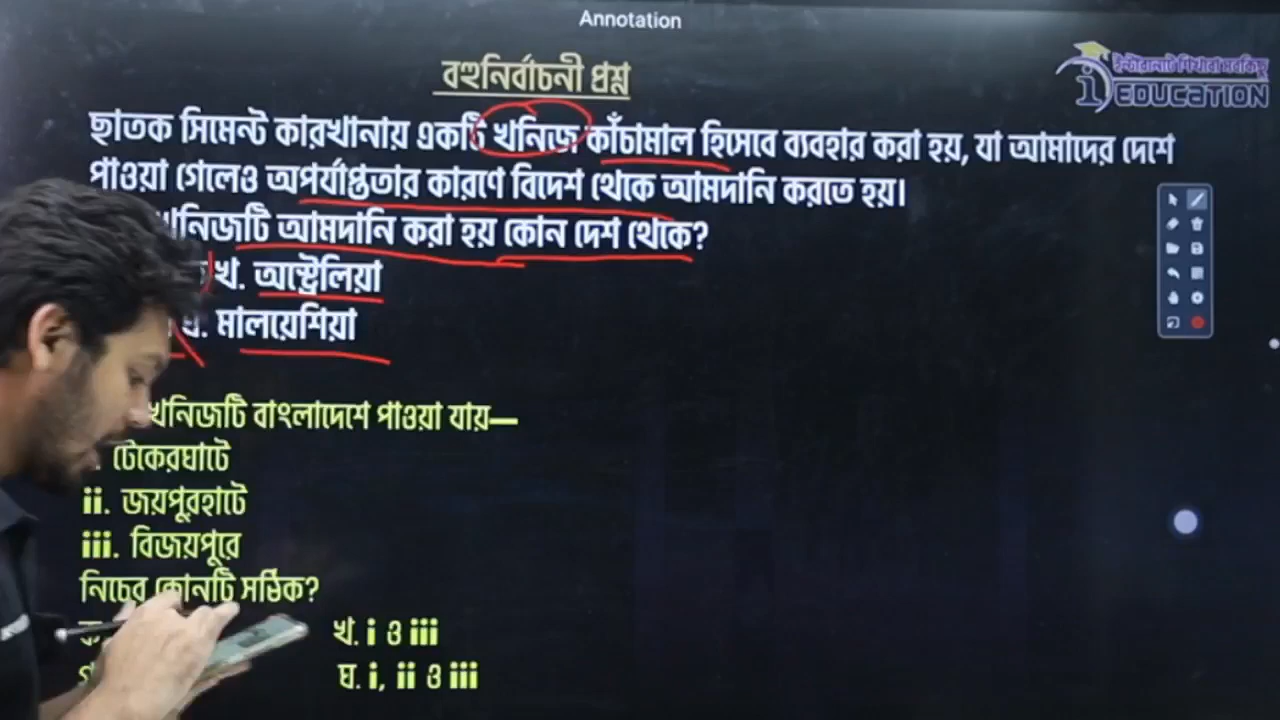 Annotation
বহুনির্বাচনী প্রশ্ন
EDUCATION
ছাতক সিমেন্ট কারখানায় একটি খনিজ কাঁচামাল হিসেবে ব্যবহার করা হয়, যা আমাদের দেশে
পাওয়া গেলেও অপর্যাপ্ততার কারণে বিদেশ থেকে আমদানি করতে হয়।
আমদানি করা হয় কোন দেশ থেকে?
খ. অস্ট্রেলিয়া
ঘ. মালয়েশিয়া
খনিজটি বাংলাদেশে পাওয়া যায়—
টেকেরঘাটে
ii. জয়পুরহাটে
iii. বিজয়পুরে
নিচের কোনটি সঠিক?
খ. i ও iii
ঘ. i, ii ও iii